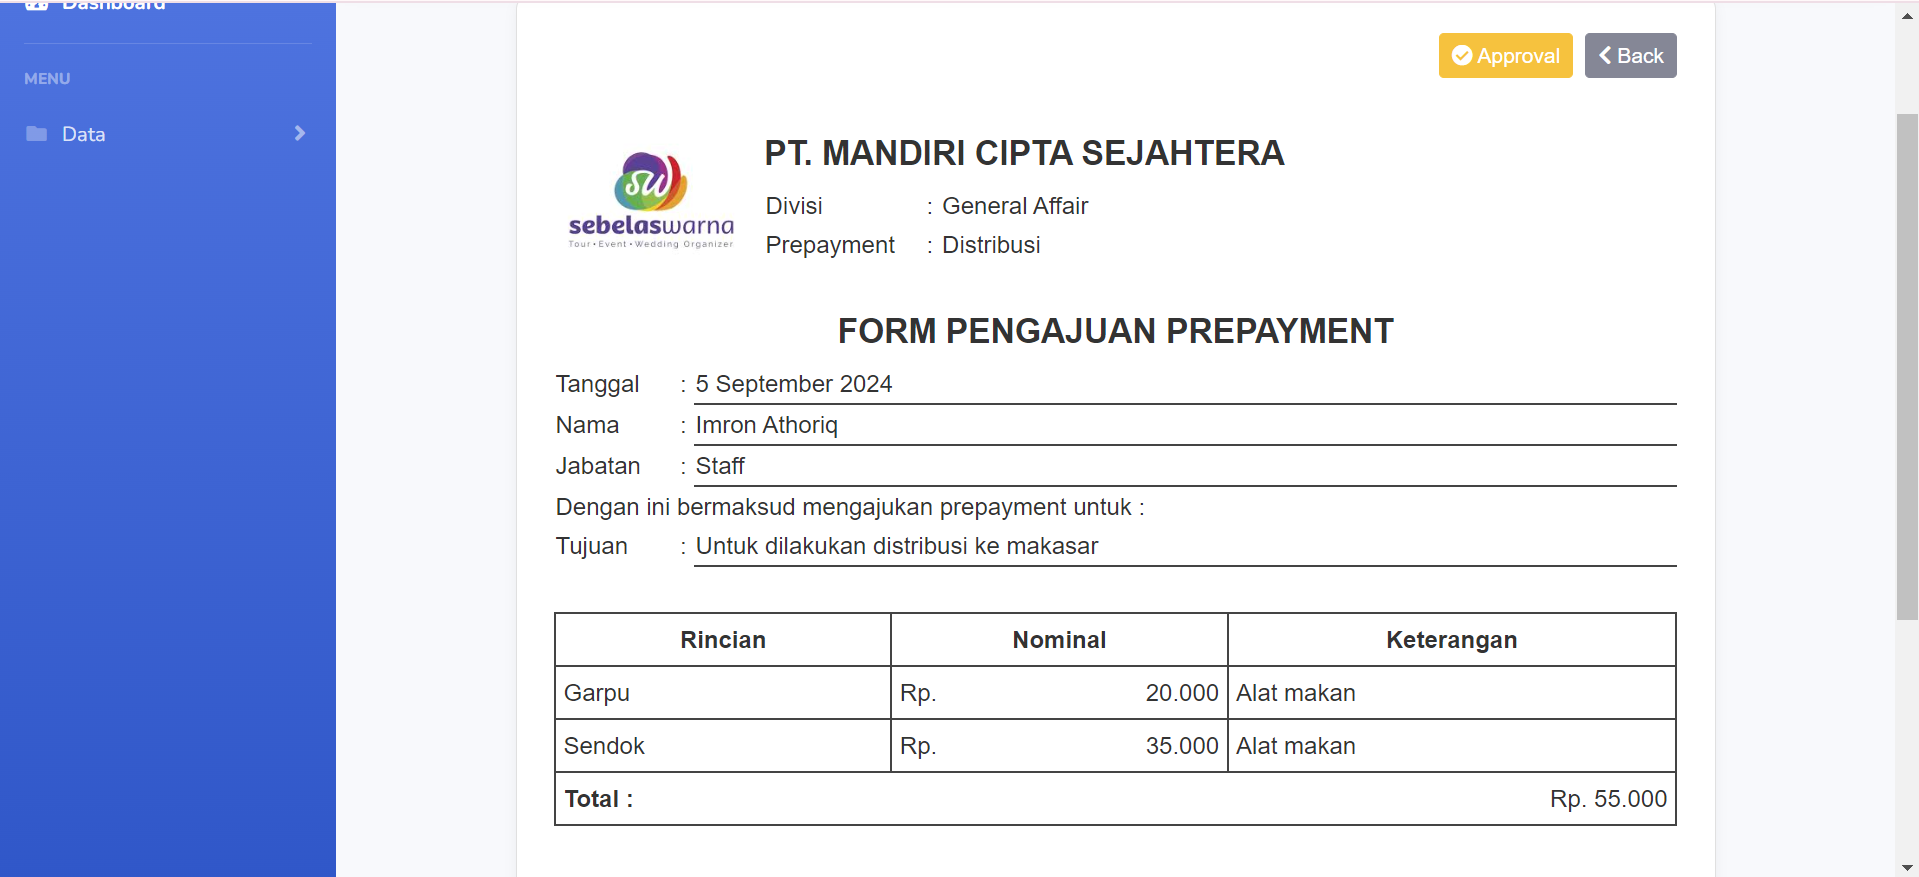 Dashboard
MENU
Data
Approval
Back
su
sebelaswarna
Tour • Event • Wedding Organizer
PT. MANDIRI CIPTA SEJAHTERA
Divisi : General Affair
Prepayment : Distribusi
FORM PENGAJUAN PREPAYMENT
Tanggal : 5 September 2024
Nama : Imron Athoriq
Jabatan : Staff
Dengan ini bermaksud mengajukan prepayment untuk :
Tujuan : Untuk dilakukan distribusi ke makasar
Rincian Nominal Keterangan
Garpu Rp. 20.000 Alat makan
Sendok Rp. 35.000 Alat makan
Total : Rp. 55.000